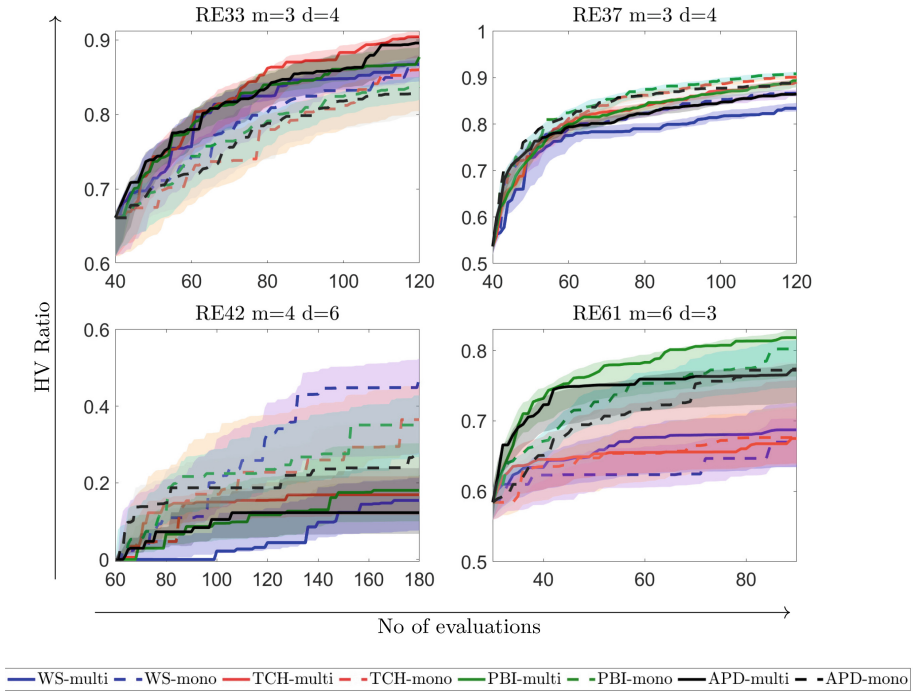 RE33 m=3 d=4
0.9
0.8
0.7
0.6
40 60 80 100 120
RE37 m=3 d=4
1
0.9
0.8
0.7
0.6
0.5
40 60 80 100 120
RE42 m=4 d=6
0.6
0.4
0.2
0
60 80 100 120 140 160 180
RE61 m=6 d=3
0.8
0.7
0.6
0.5
40 60 80
HV Ratio
No of evaluations
WS-multi WS-mono TCH-multi TCH-mono PBI-multi PBI-mono APD-multi APD-mono